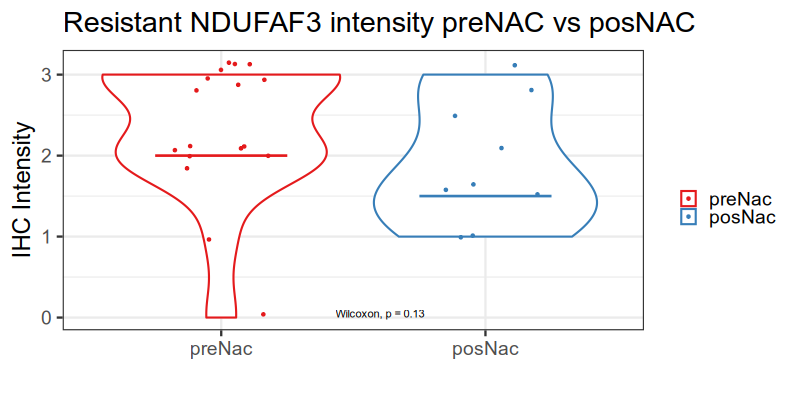 Resistant NDUFAF3 intensity preNAC vs posNAC
IHC Intensity
3
2
1
0
Wilcoxon, p = 0.13
preNac
posNac
preNac
posNac